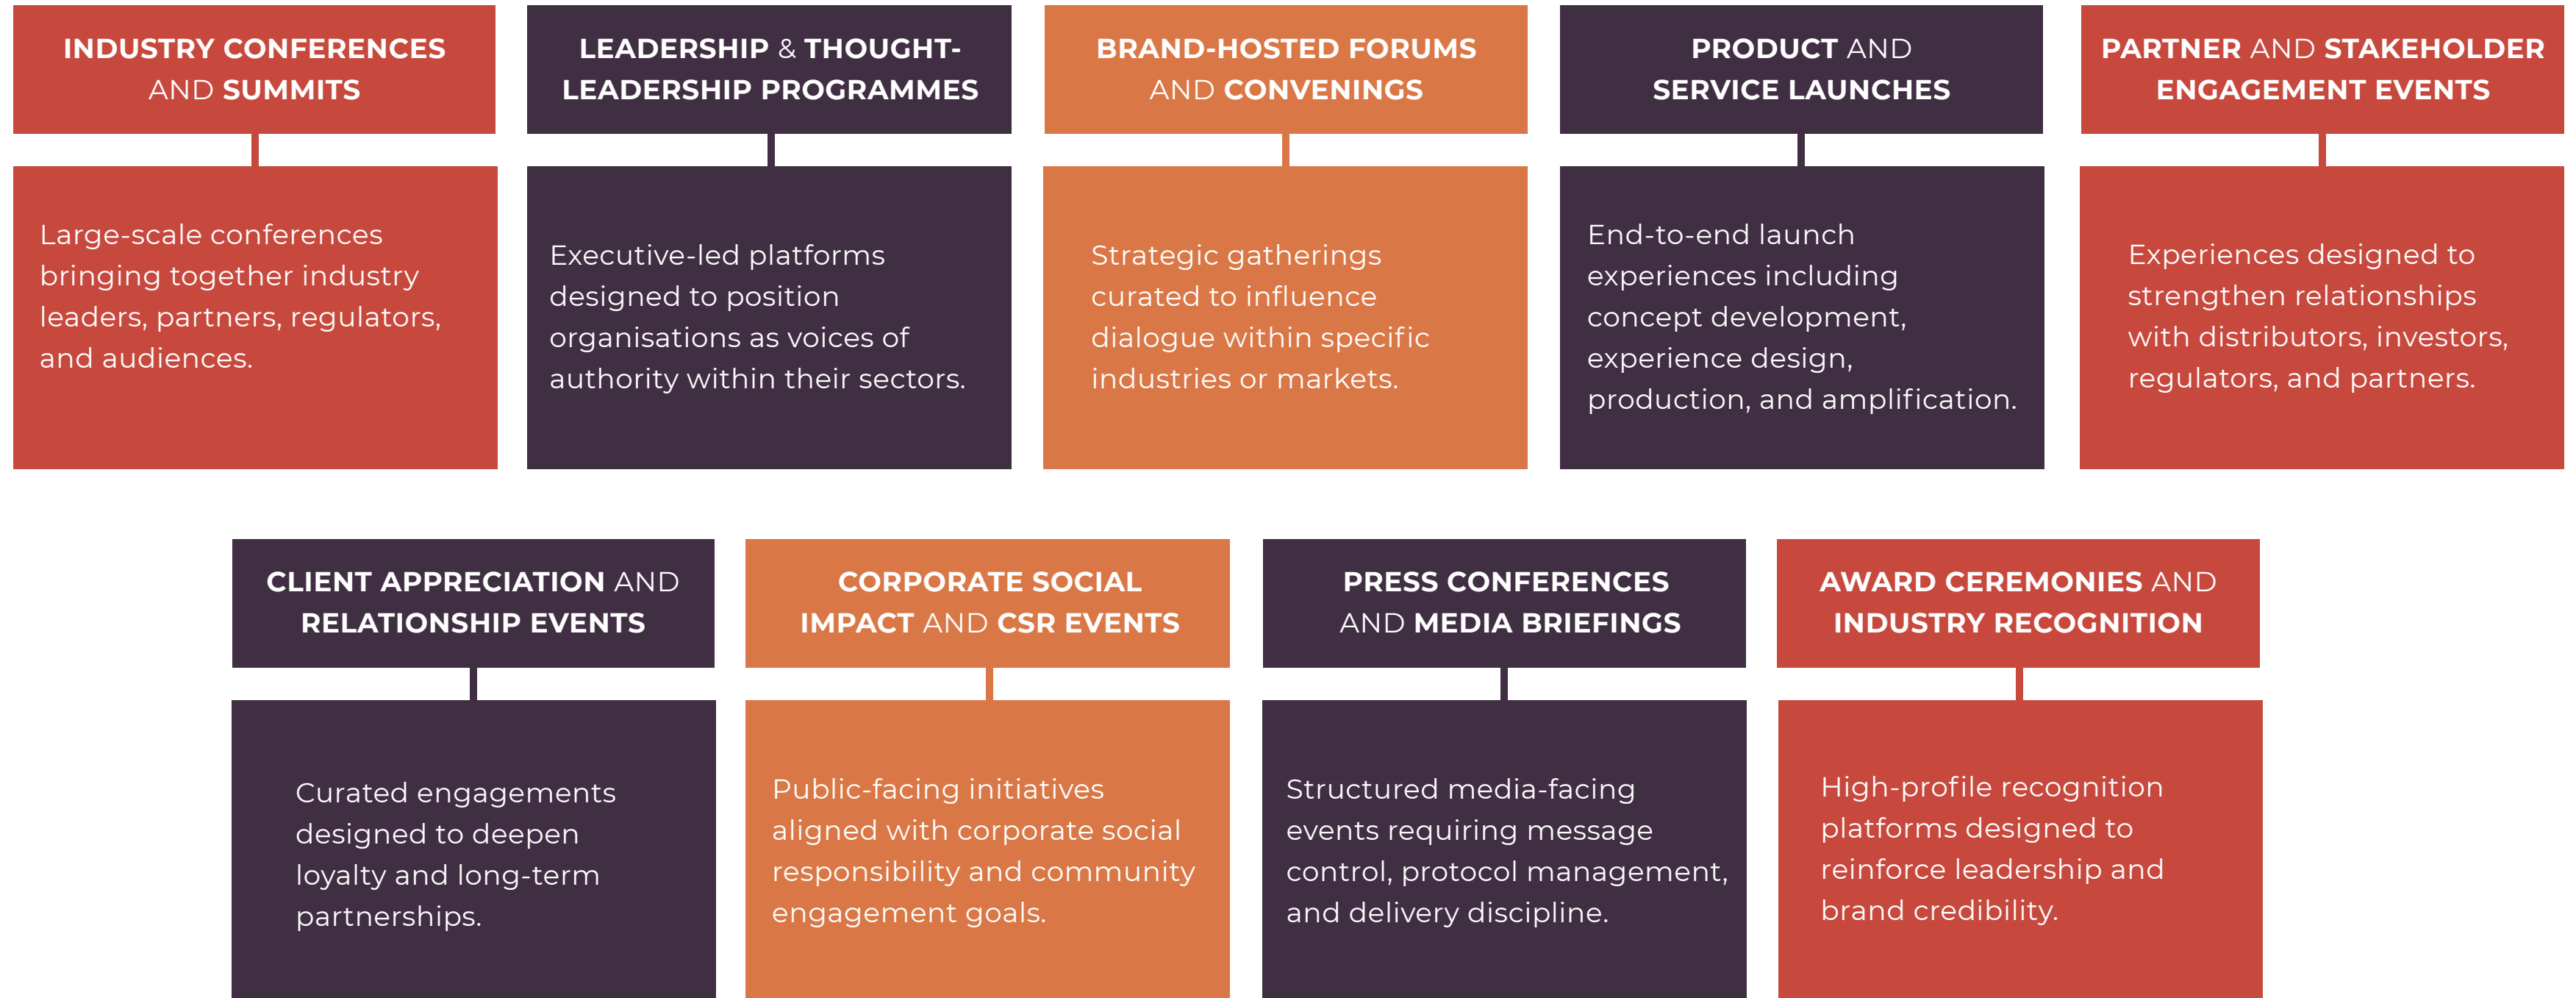 INDUSTRY CONFERENCES
AND SUMMITS
Large-scale conferences
bringing together industry
leaders, partners, regulators,
and audiences.
LEADERSHIP & THOUGHT-
LEADERSHIP PROGRAMMES
Executive-led platforms
designed to position
organisations as voices of
authority within their sectors.
BRAND-HOSTED FORUMS
AND CONVENINGS
Strategic gatherings
curated to influence
dialogue within specific
industries or markets.
PRODUCT AND
SERVICE LAUNCHES
End-to-end launch
experiences including
concept development,
experience design,
production, and amplification.
PARTNER AND STAKEHOLDER
ENGAGEMENT EVENTS
Experiences designed to
strengthen relationships
with distributors, investors,
regulators, and partners.
CLIENT APPRECIATION AND
RELATIONSHIP EVENTS
Curated engagements
designed to deepen
loyalty and long-term
partnerships.
CORPORATE SOCIAL
IMPACT AND CSR EVENTS
Public-facing initiatives
aligned with corporate social
responsibility and community
engagement goals.
PRESS CONFERENCES
AND MEDIA BRIEFINGS
Structured media-facing
events requiring message
control, protocol management,
and delivery discipline.
AWARD CEREMONIES AND
INDUSTRY RECOGNITION
High-profile recognition
platforms designed to
reinforce leadership and
brand credibility.